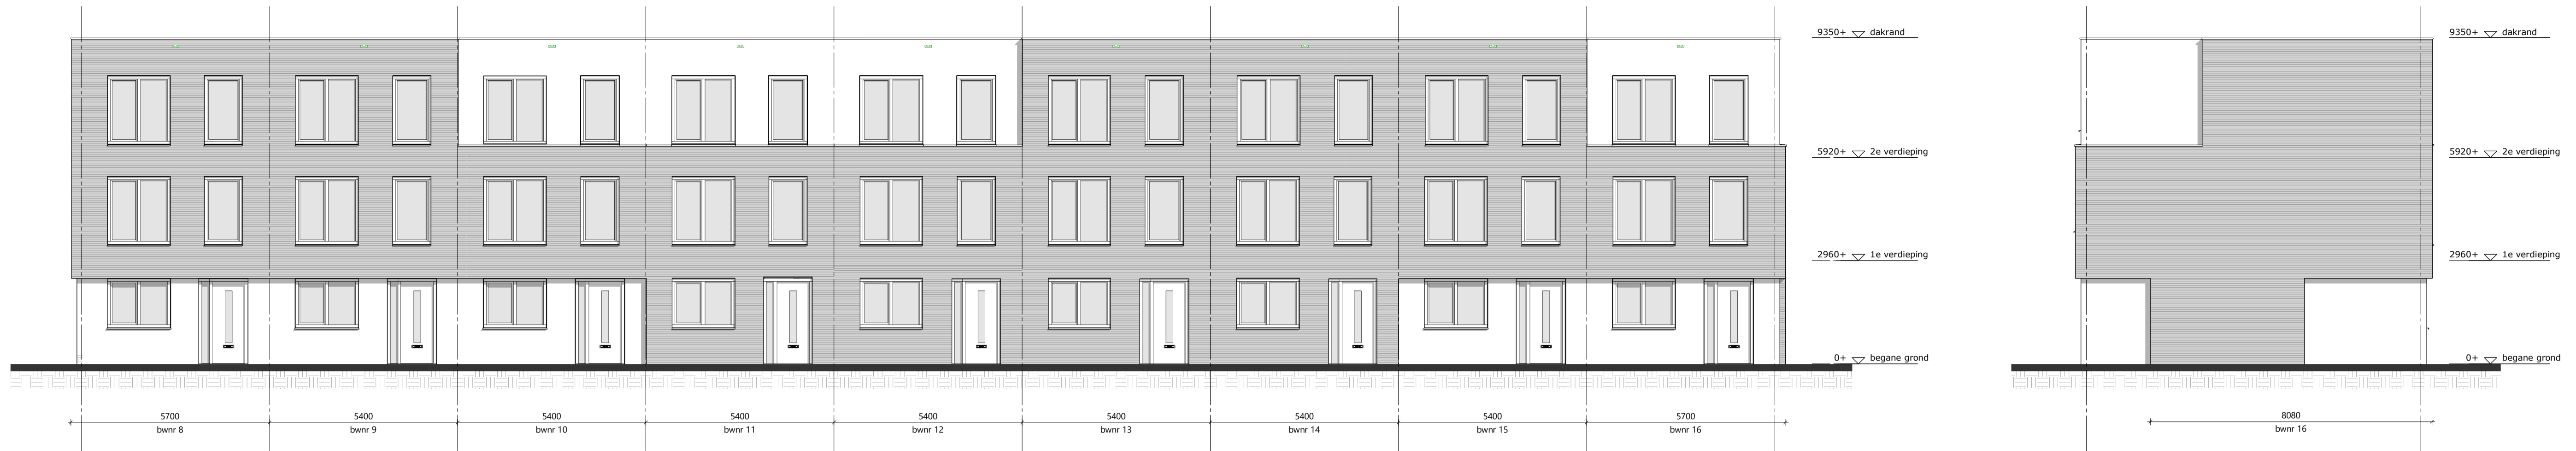 9350+ dakrand
5920+ 2e verdieping
2960+ 1e verdieping
0+ begane grond
5700 5400 5400 5400 5400 5400 5400 5400 5700
bwnr 8 bwnr 9 bwnr 10 bwnr 11 bwnr 12 bwnr 13 bwnr 14 bwnr 15 bwnr 16
9350+ dakrand
5920+ 2e verdieping
2960+ 1e verdieping
0+ begane grond
8080
bwnr 16